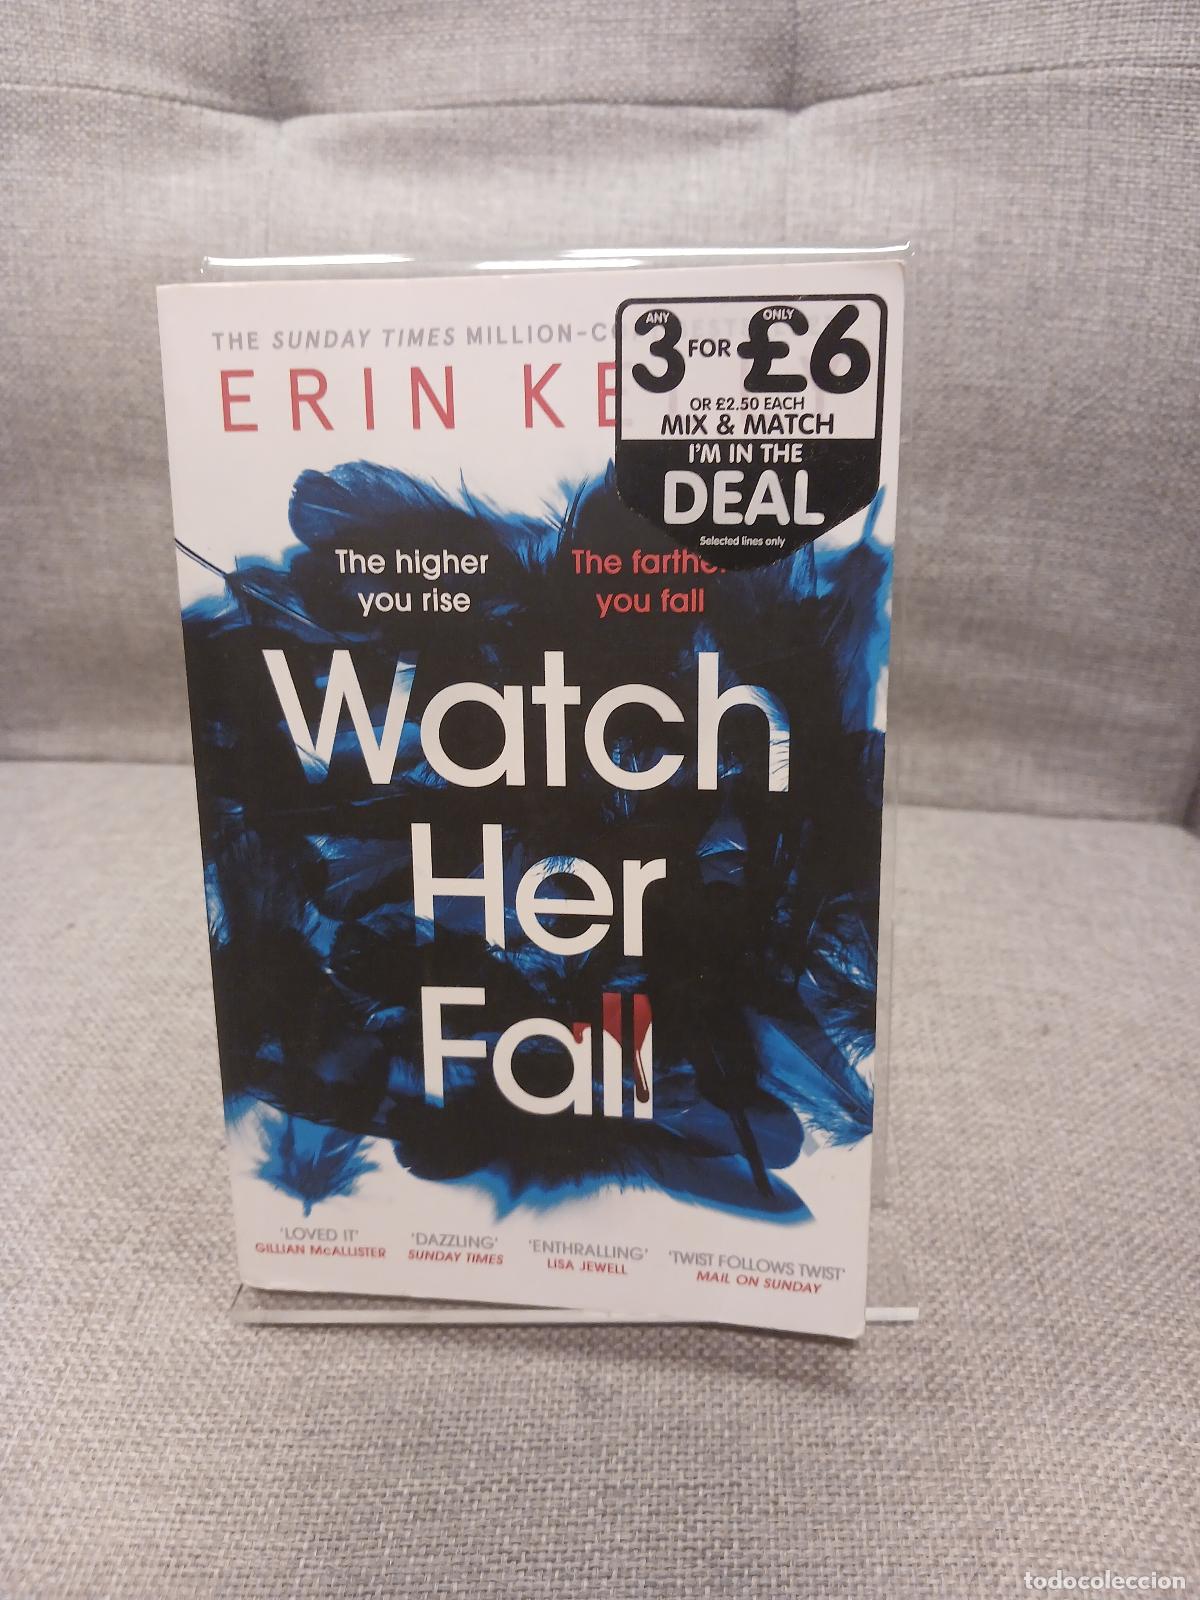 THE SUNDAY TIMES MILLION-CO
ERIN KE
ANY 3 FOR ONLY £6
OR £2.50 EACH
MIX & MATCH
I'M IN THE
DEAL
Selected lines only
The higher
you rise
The farthe
you fall
Watch
Her
Fall
'LOVED IT'
GILLIAN McALLISTER
'DAZZLING'
SUNDAY TIMES
'ENTHRALLING'
LISA JEWELL
'TWIST FOLLOWS TWIST'
MAIL ON SUNDAY
todocoleccion